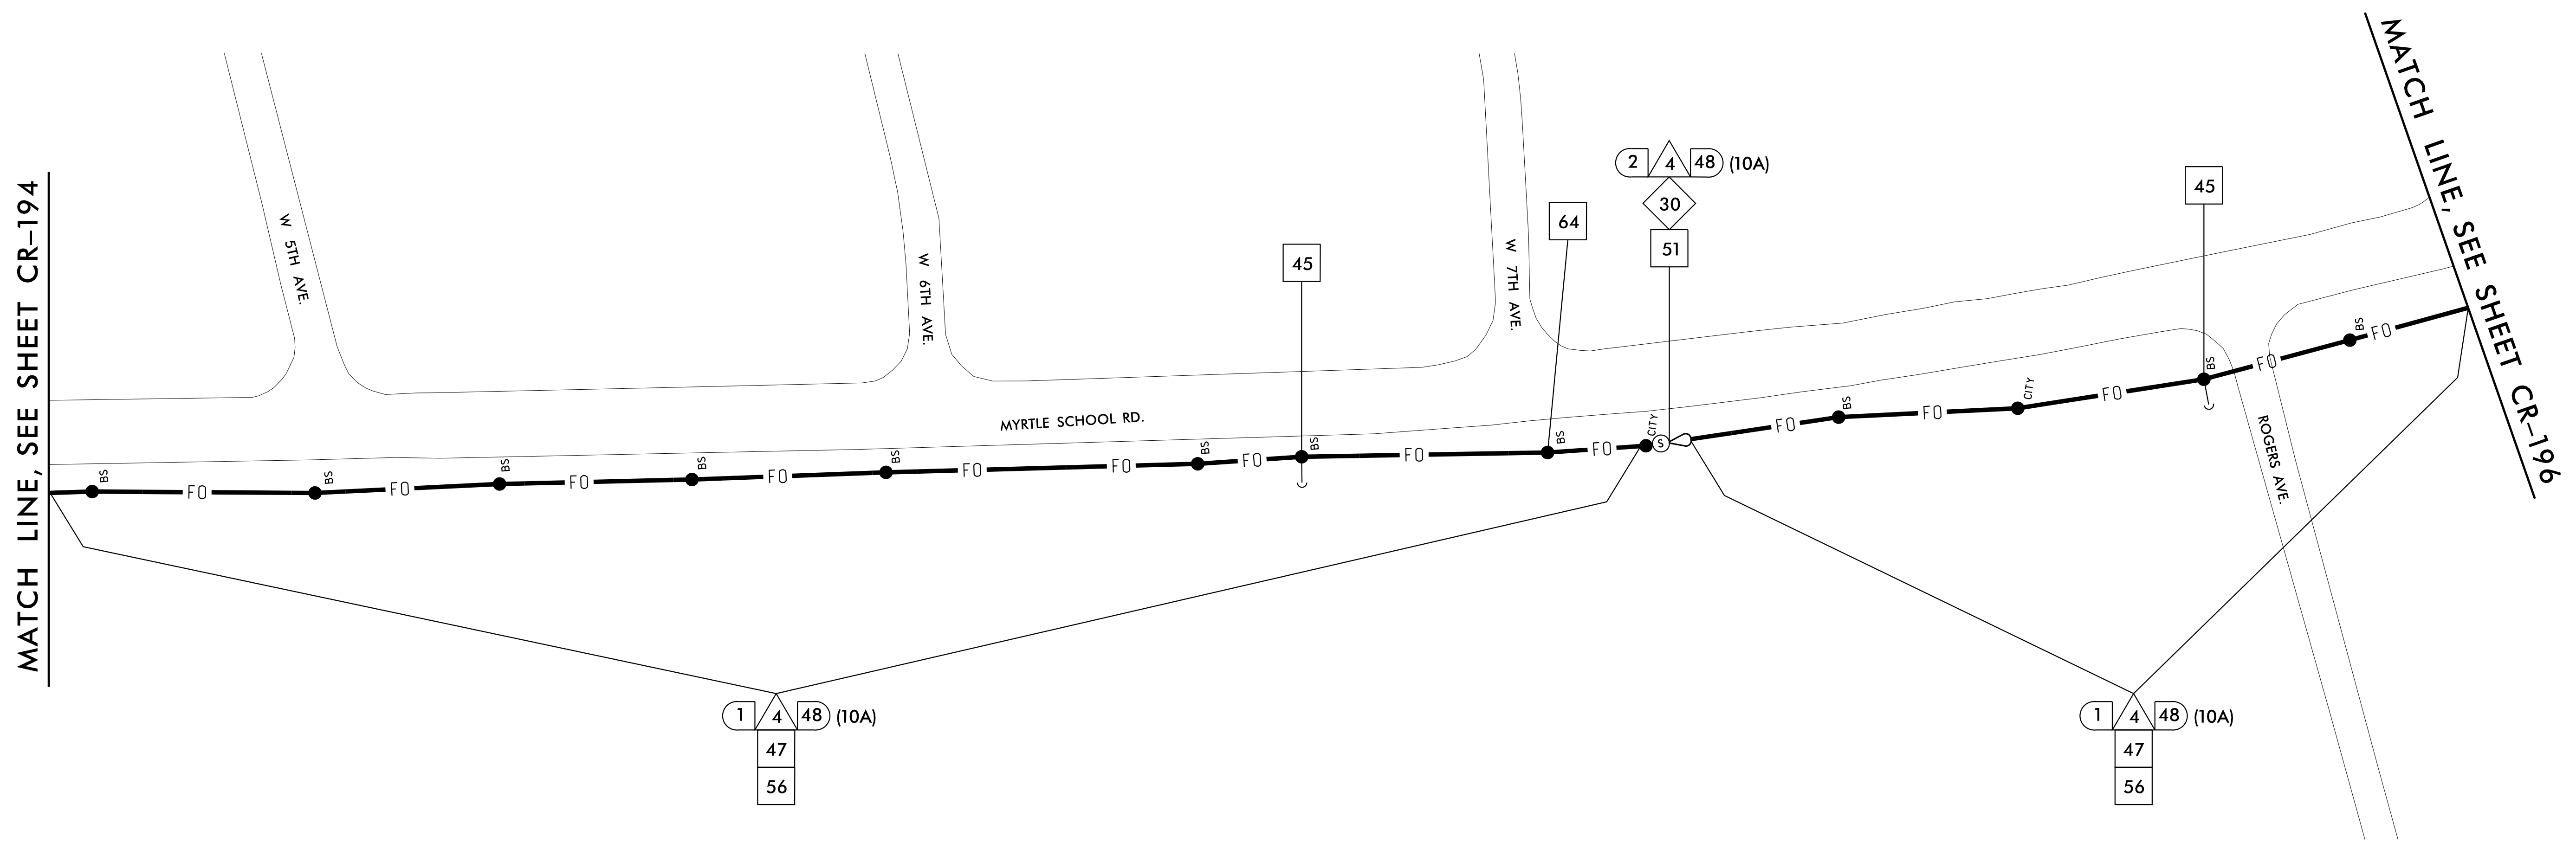 MATCH LINE, SEE SHEET CR-194
W 5TH AVE.
W 6TH AVE.
W 7TH AVE.
MYRTLE SCHOOL RD.
ROGERS AVE.
MATCH LINE, SEE SHEET CR-196
2 4 48 (10A)
30
51
64
45
45
BS
FO
BS
FO
BS
FO
BS
FO
BS
FO
FO
BS
FO
BS
FO
BS
FO
CITY
S
FO
BS
FO
CITY
FO
BS
FO
BS
FO
1 4 48 (10A)
47
56
1 4 48 (10A)
47
56